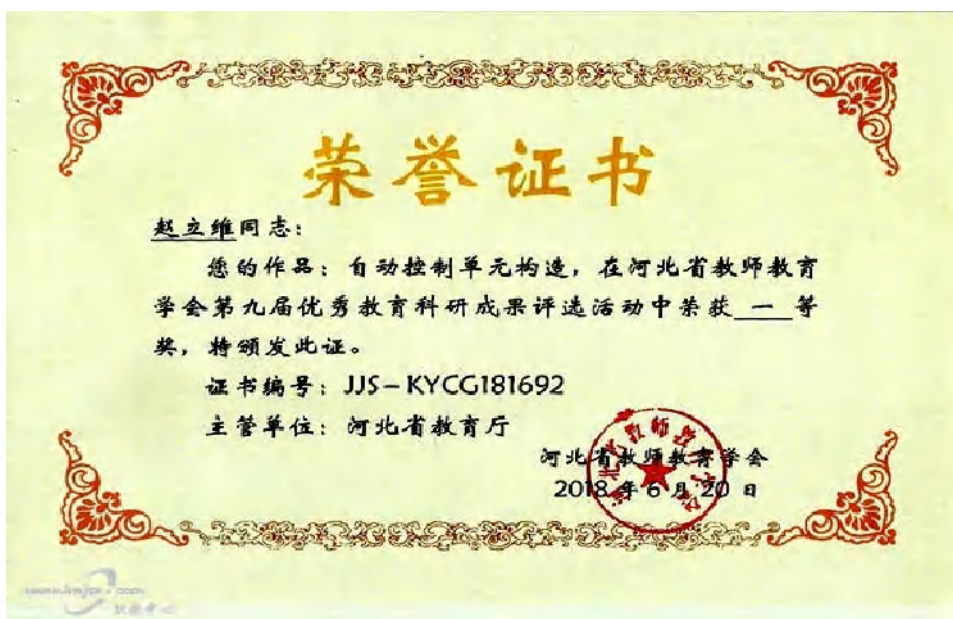 荣誉证书
赵立维同志：
您的作品：自动控制单元构造，在河北省教师教育
学会第九届优秀教育科研成果评选活动中荣获 一 等
奖，特颁发此证。
证书编号：JJS-KYCG181692
主管单位：河北省教育厅
河北省教师教育学会
2018年6月20日